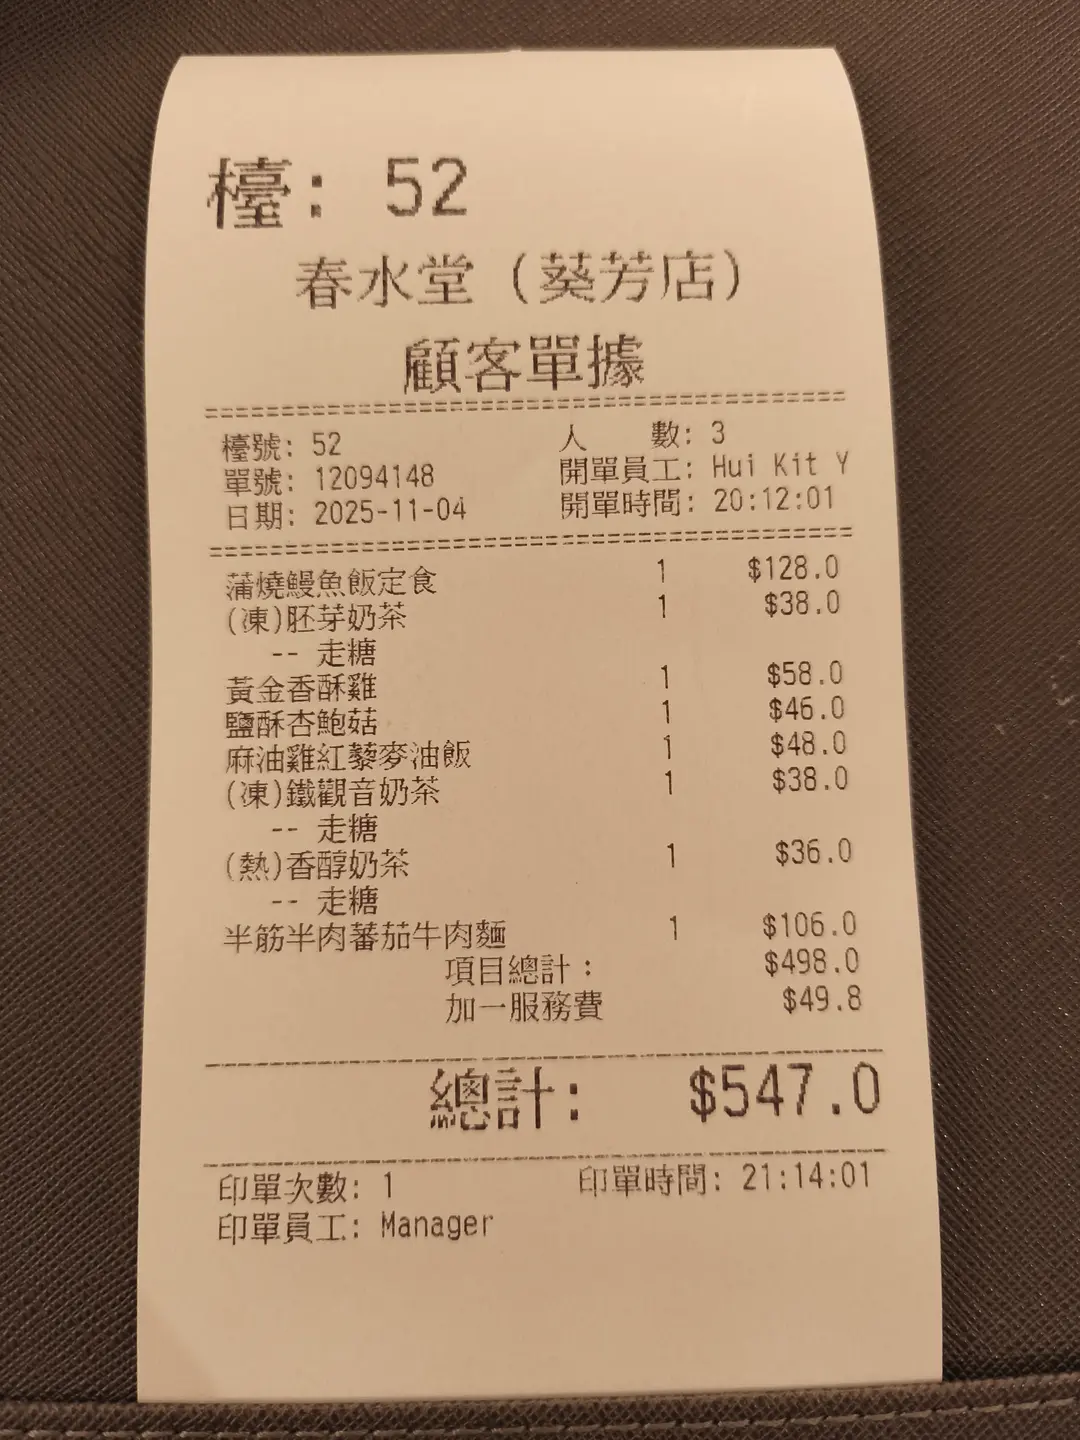 檯: 52
春水堂（葵芳店）
顧客單據
檯號: 52 人 數: 3
單號: 12094148 開單員工: Hui Kit Y
日期: 2025-11-04 開單時間: 20:12:01
蒲燒鰻魚飯定食 1 $128.0
(凍)胚芽奶茶 1 $38.0
-- 走糖
黃金香酥雞 1 $58.0
鹽酥杏鮑菇 1 $46.0
麻油雞紅藜麥油飯 1 $48.0
(凍)鐵觀音奶茶 1 $38.0
-- 走糖
(熱)香醇奶茶 1 $36.0
-- 走糖
半筋半肉蕃茄牛肉麵 1 $106.0
項目總計： $498.0
加一服務費 $49.8
總計: $547.0
印單次數: 1 印單時間: 21:14:01
印單員工: Manager